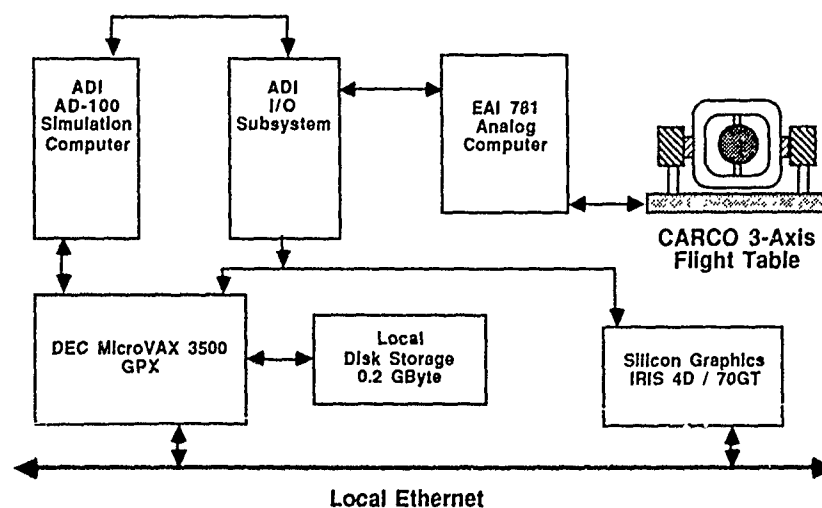 ADI
AD-100
Simulation
Computer
ADI
I/O
Subsystem
EAI 781
Analog
Computer
CARCO 3-Axis
Flight Table
DEC MicroVAX 3500
GPX
Local
Disk Storage
0.2 GByte
Silicon Graphics
IRIS 4D / 70GT
Local Ethernet